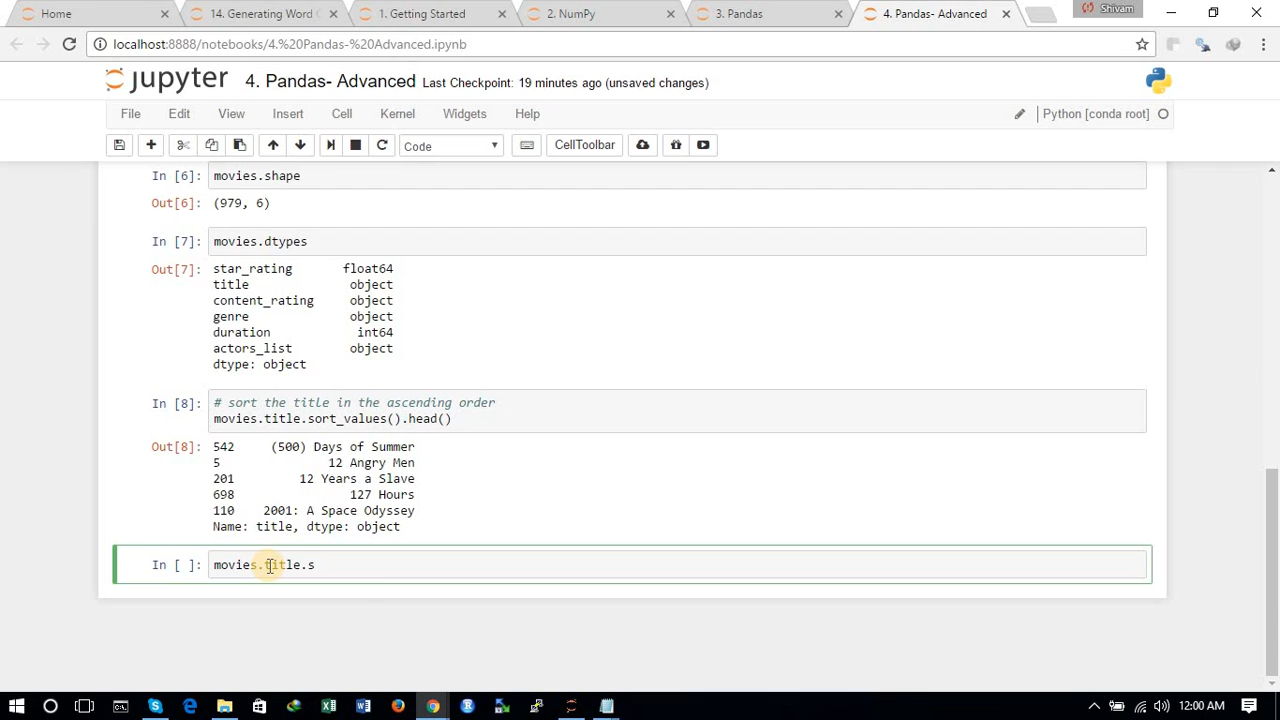 Home
14. Generating Word C
1. Getting Started
2. NumPy
3. Pandas
4. Pandas- Advanced
Shivam
localhost:8888/notebooks/4.%20Pandas-%20Advanced.ipynb
jupyter 4. Pandas- Advanced Last Checkpoint: 19 minutes ago (unsaved changes)
File Edit View Insert Cell Kernel Widgets Help Python [conda root]
Code CellToolbar
In [6]: movies.shape
Out[6]: (979, 6)
In [7]: movies.dtypes
Out[7]: star_rating float64
title object
content_rating object
genre object
duration int64
actors_list object
dtype: object
In [8]: # sort the title in the ascending order
movies.title.sort_values().head()
Out[8]: 542 (500) Days of Summer
5 12 Angry Men
201 12 Years a Slave
698 127 Hours
110 2001: A Space Odyssey
Name: title, dtype: object
In [ ]: movies.title.s
12:00 AM